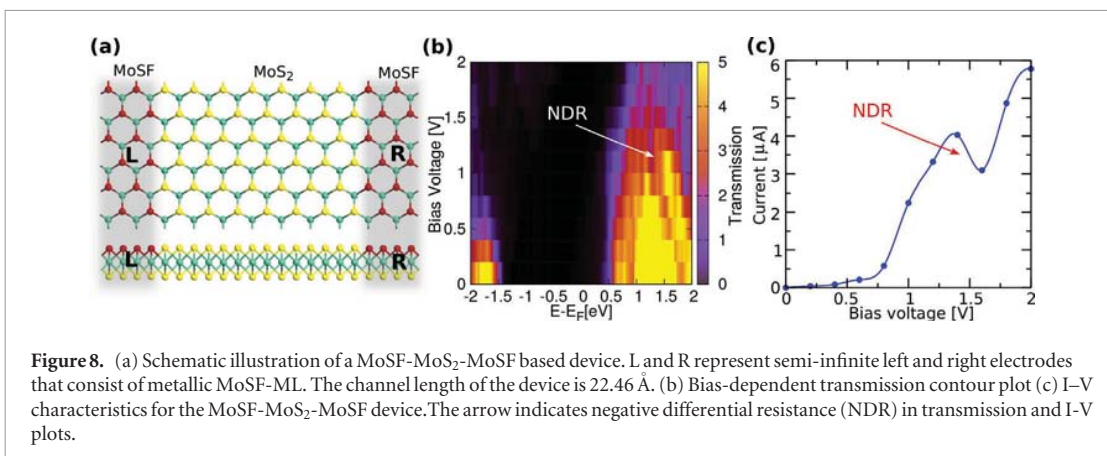 (a)
MoSF
MoS₂
MoSF
L
R
L
R
(b)
Bias Voltage [V]
2
1.5
1
0.5
0
NDR
-2 -1.5 -1 -0.5 0 0.5 1 1.5 2
E-E_F[eV]
5
4
3
2
1
0
Transmission
(c)
Current [μA]
6
5
4
3
2
1
0
NDR
0 0.5 1 1.5 2
Bias voltage [V]
Figure 8. (a) Schematic illustration of a MoSF-MoS₂-MoSF based device. L and R represent semi-infinite left and right electrodes
that consist of metallic MoSF-ML. The channel length of the device is 22.46 Å. (b) Bias-dependent transmission contour plot (c) I–V
characteristics for the MoSF-MoS₂-MoSF device.The arrow indicates negative differential resistance (NDR) in transmission and I-V
plots.